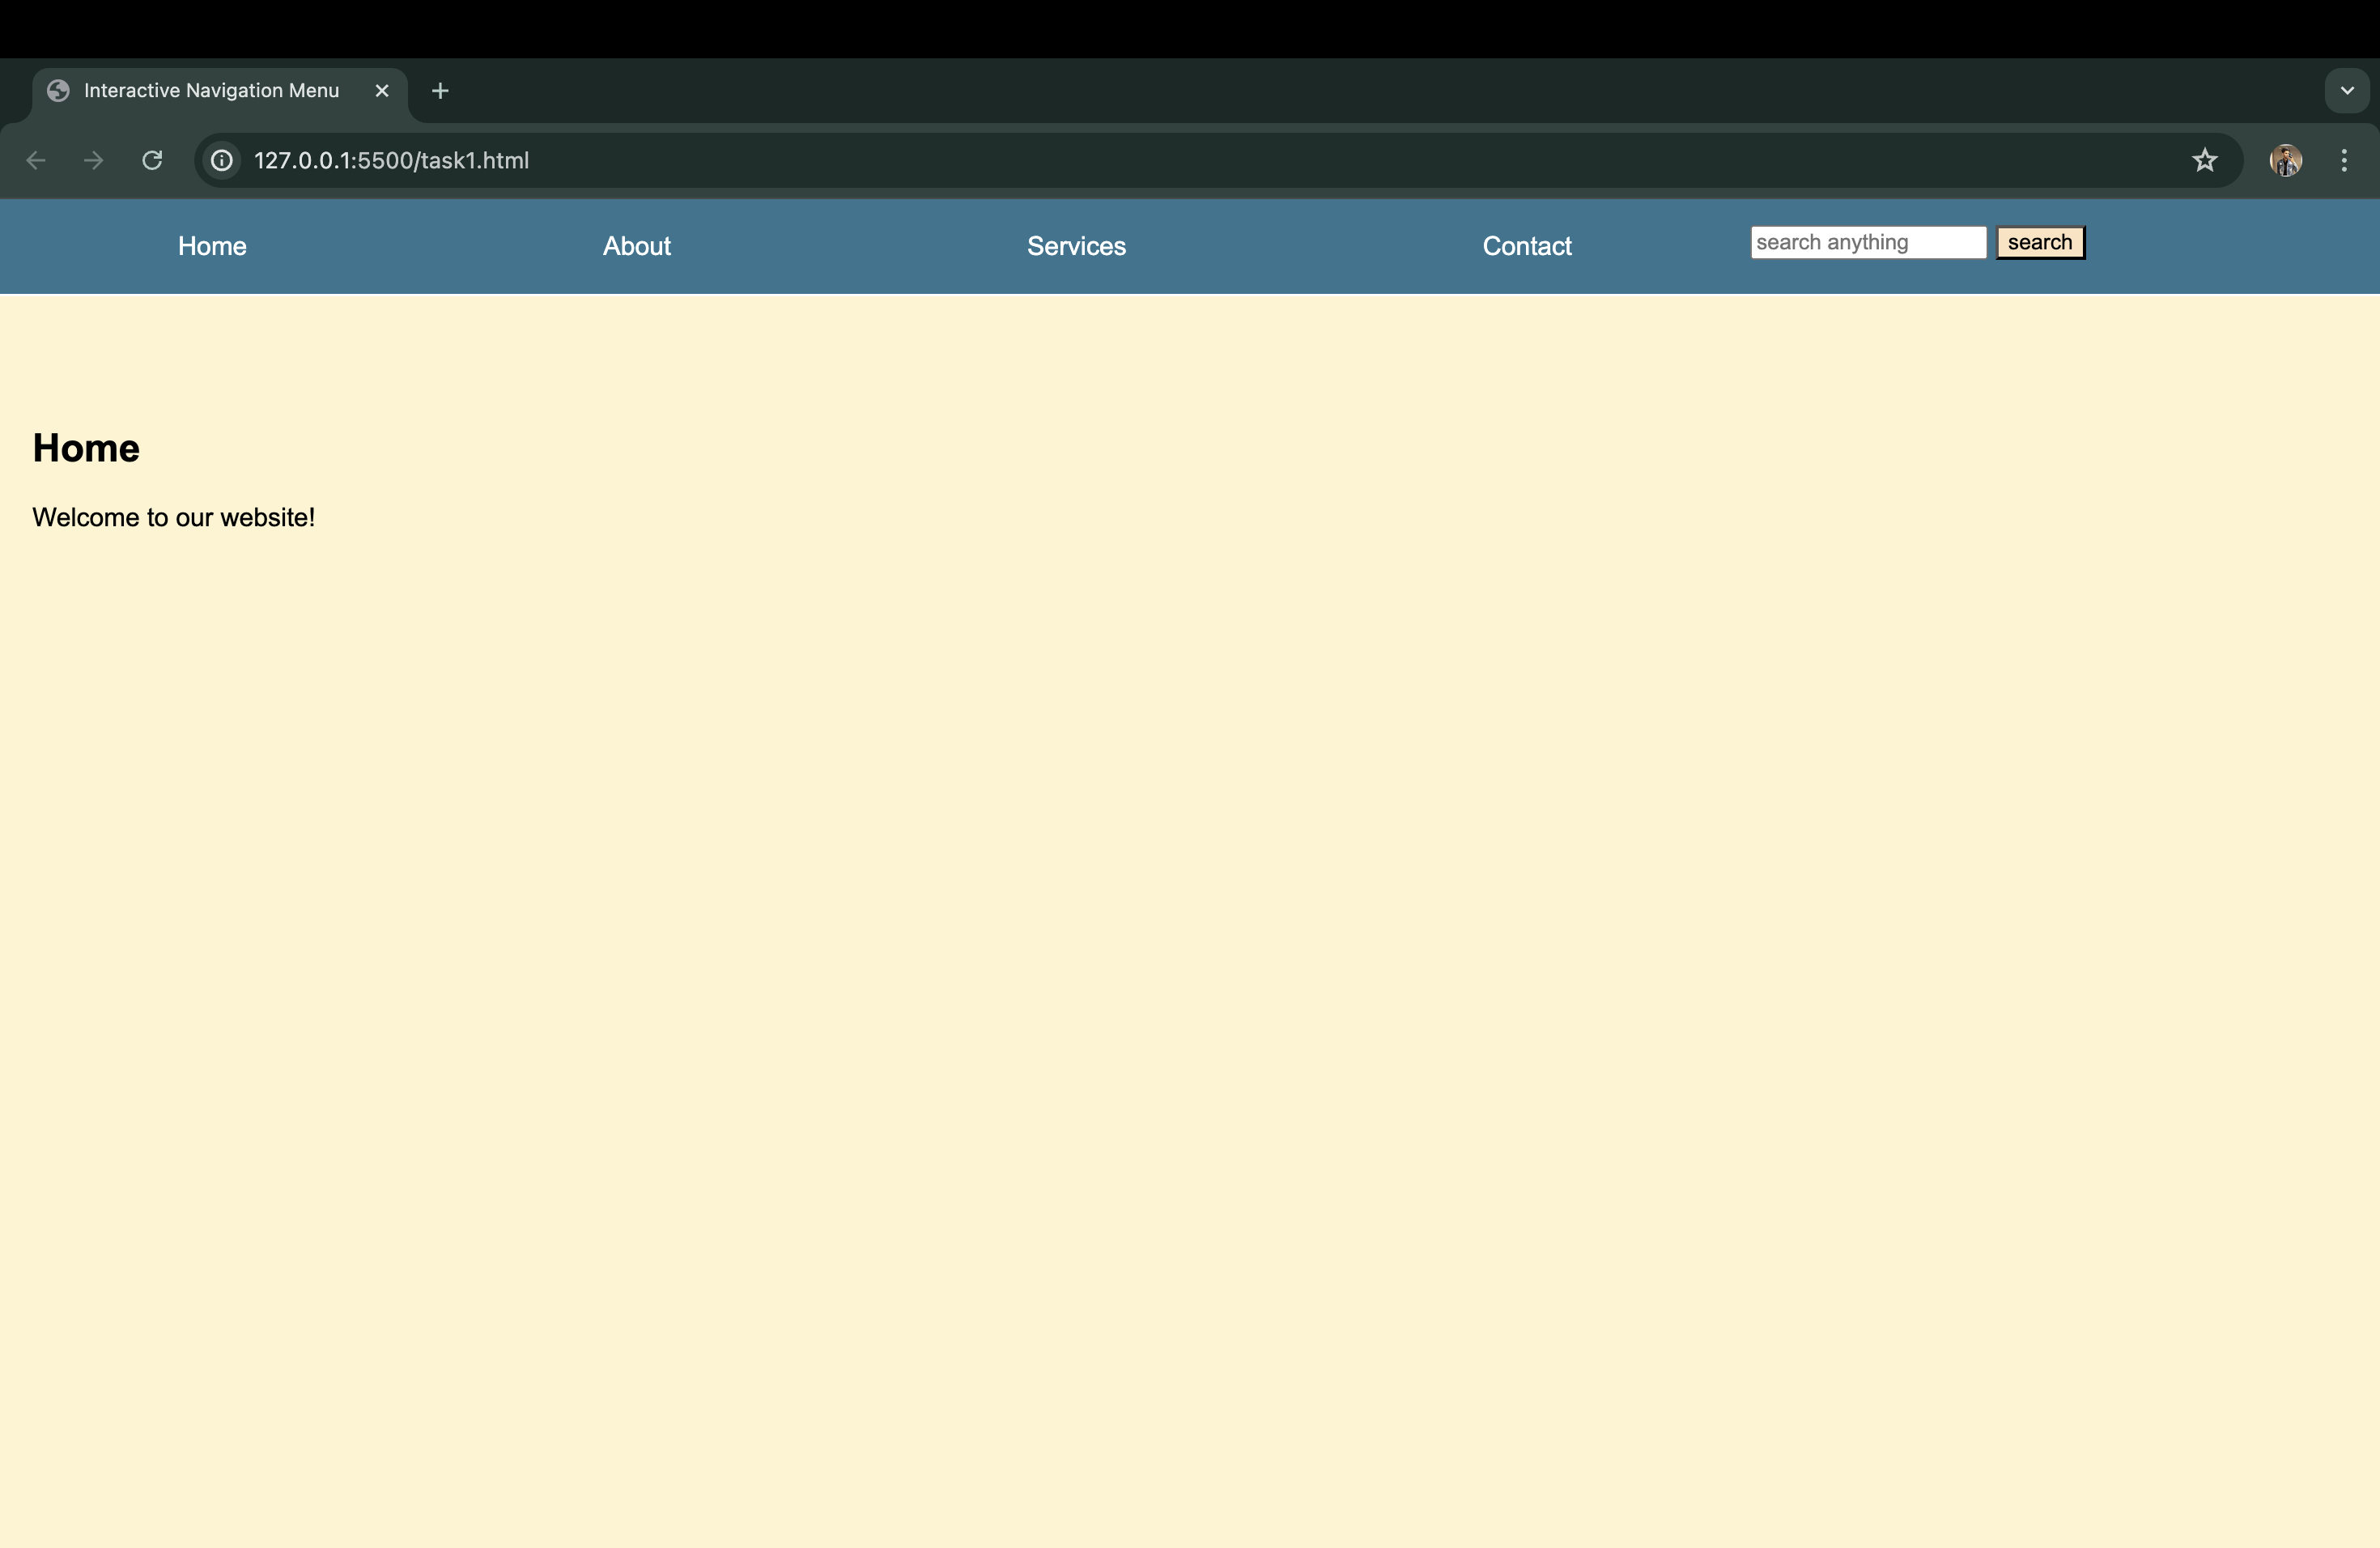 Interactive Navigation Menu
127.0.0.1:5500/task1.html
Home About Services Contact search anything search
Home
Welcome to our website!